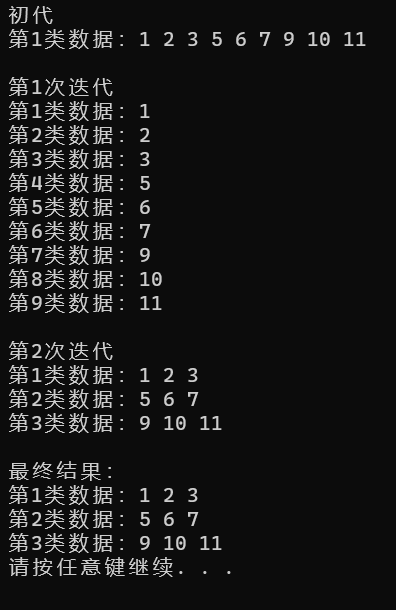 初代
第1类数据: 1 2 3 5 6 7 9 10 11
第1次迭代
第1类数据: 1
第2类数据: 2
第3类数据: 3
第4类数据: 5
第5类数据: 6
第6类数据: 7
第7类数据: 9
第8类数据: 10
第9类数据: 11
第2次迭代
第1类数据: 1 2 3
第2类数据: 5 6 7
第3类数据: 9 10 11
最终结果:
第1类数据: 1 2 3
第2类数据: 5 6 7
第3类数据: 9 10 11
请按任意键继续. . .